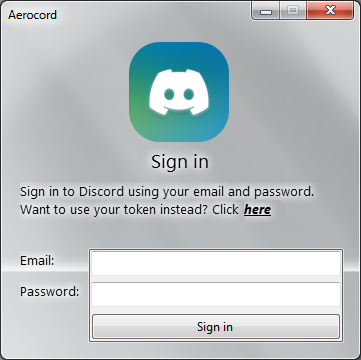 Aerocord
Sign in
Sign in to Discord using your email and password.
Want to use your token instead? Click here
Email:
Password:
Sign in